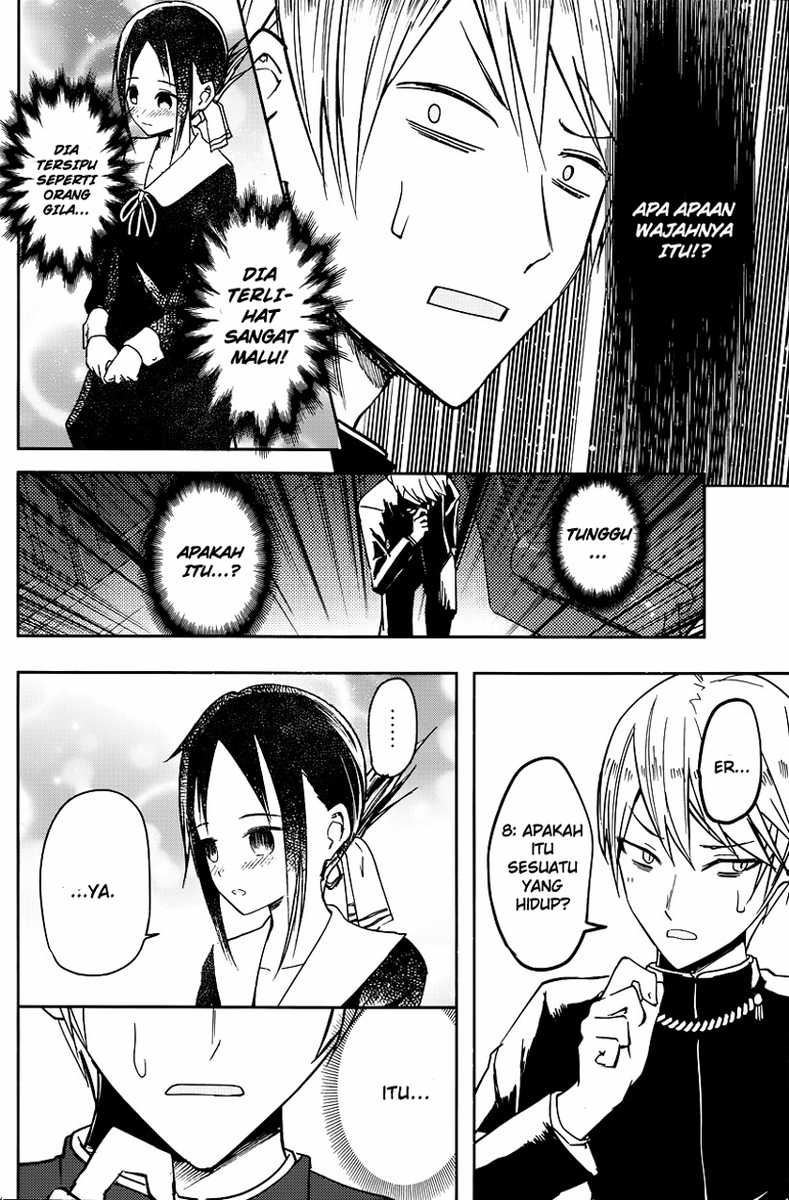 APA APAAN
WAJAHNYA
ITU!?
DIA
TERLI-
HAT
SANGAT
MALU!
DIA
TERSIPU
SEPERTI
ORANG
GILA...
TUNGGU
...
APAKAH
ITU...?
ER...
8: APAKAH
ITU
SESUATU
YANG
HIDUP?
......
...YA.
ITU...